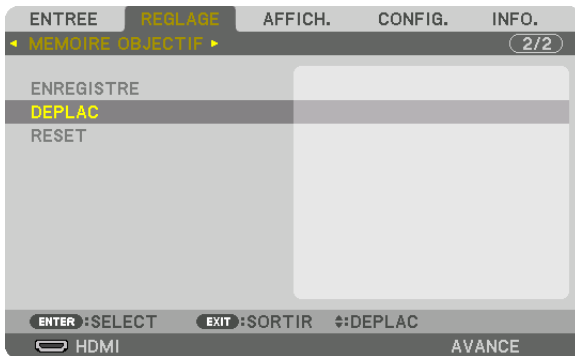 ENTREE REGLAGE AFFICH. CONFIG. INFO.
MEMOIRE OBJECTIF 2/2
ENREGISTRE
DEPLAC
RESET
ENTER :SELECT EXIT :SORTIR :DEPLAC
HDMI AVANCE